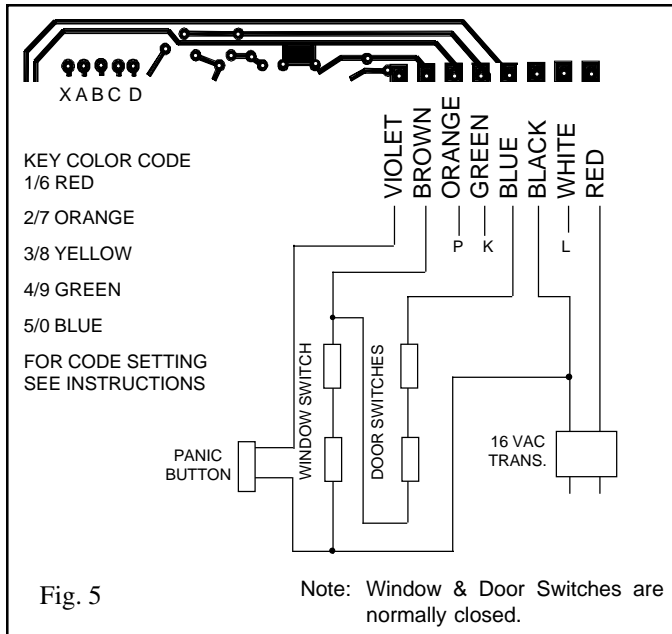 X A B C D
VIOLET
BROWN
ORANGE
GREEN
BLUE
BLACK
WHITE
RED
KEY COLOR CODE
1/6 RED
2/7 ORANGE
3/8 YELLOW
4/9 GREEN
5/0 BLUE
FOR CODE SETTING
SEE INSTRUCTIONS
P
K
L
WINDOW SWITCH
DOOR SWITCHES
PANIC
BUTTON
16 VAC
TRANS.
Fig. 5
Note: Window & Door Switches are
normally closed.